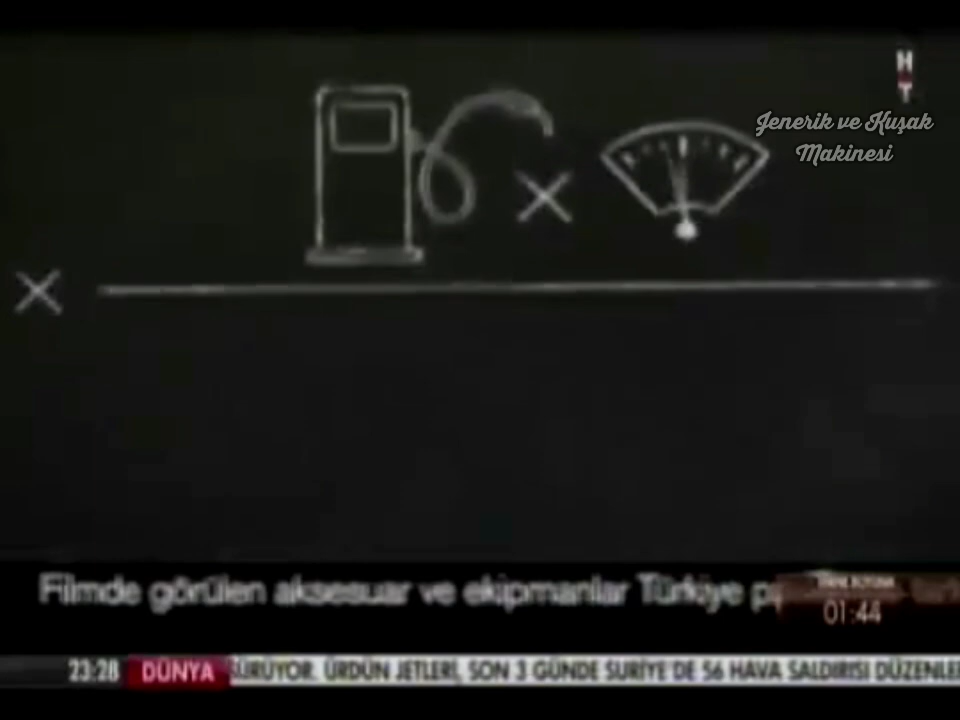 H
T
Jenerik ve Kuşak
Makinesi
Filmde görülen aksesuar ve ekipmanlar Türkiye
01:44
23:28 DÜNYA SÜRÜYOR. ÜRDÜN JETLERİ, SON 3 GÜNDE SURİYE'DE 56 HAVA SALDIRISI DÜZENLE